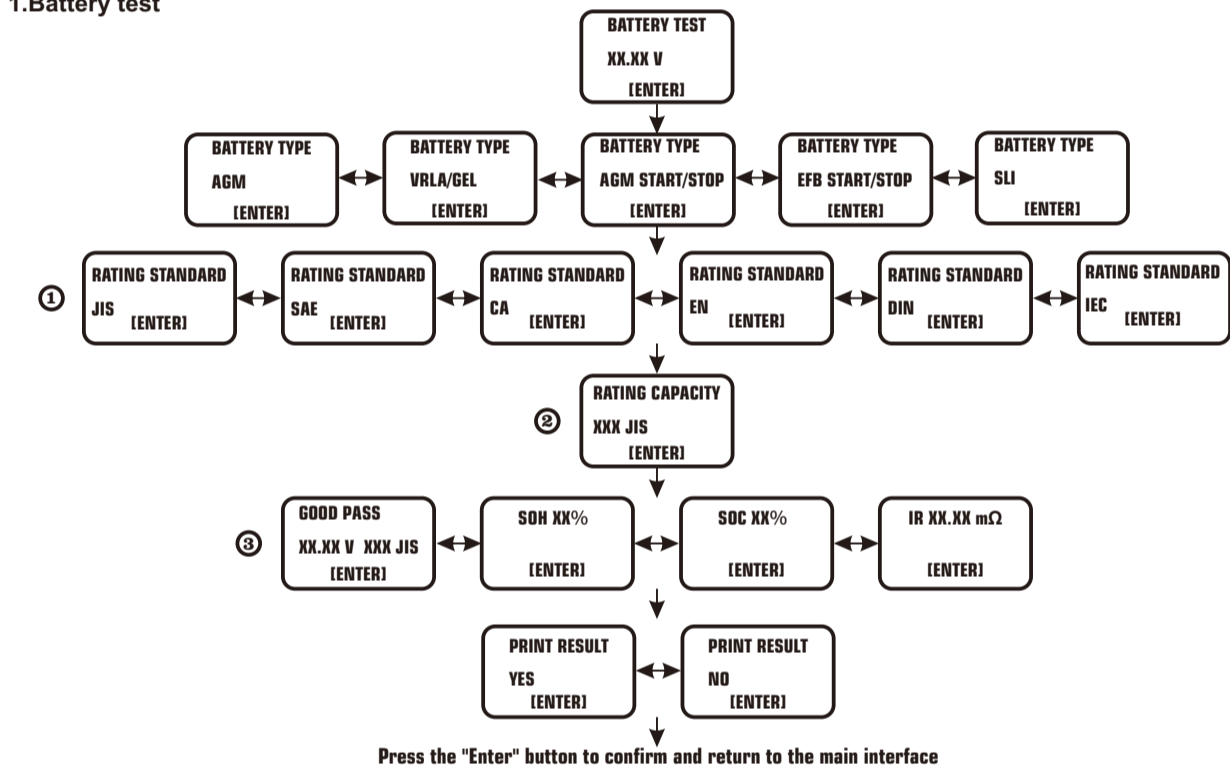 1.Battery test
BATTERY TEST
XX.XX V
[ENTER]
BATTERY TYPE
AGM
[ENTER]
BATTERY TYPE
VRLA/GEL
[ENTER]
BATTERY TYPE
AGM START/STOP
[ENTER]
BATTERY TYPE
EFB START/STOP
[ENTER]
BATTERY TYPE
SLI
[ENTER]
①
RATING STANDARD
JIS
[ENTER]
RATING STANDARD
SAE
[ENTER]
RATING STANDARD
CA
[ENTER]
RATING STANDARD
EN
[ENTER]
RATING STANDARD
DIN
[ENTER]
RATING STANDARD
IEC
[ENTER]
②
RATING CAPACITY
XXX JIS
[ENTER]
③
GOOD PASS
XX.XX V XXX JIS
[ENTER]
SOH XX%
[ENTER]
SOC XX%
[ENTER]
IR XX.XX mΩ
[ENTER]
PRINT RESULT
YES
[ENTER]
PRINT RESULT
NO
[ENTER]
Press the "Enter" button to confirm and return to the main interface